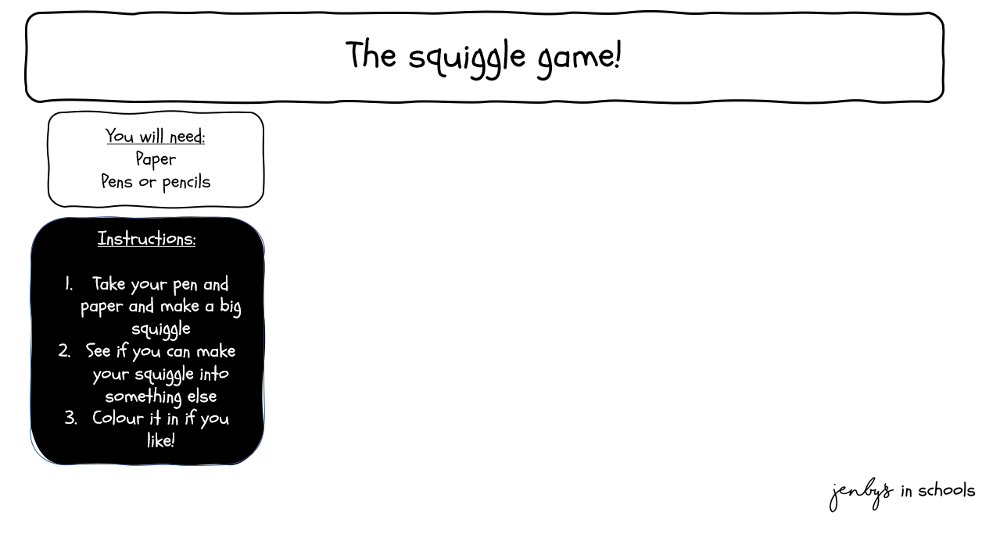 The squiggle game!
You will need:
Paper
Pens or pencils
Instructions:
1. Take your pen and
paper and make a big
squiggle
2. See if you can make
your squiggle into
something else
3. Colour it in if you
like!
jenbys in schools